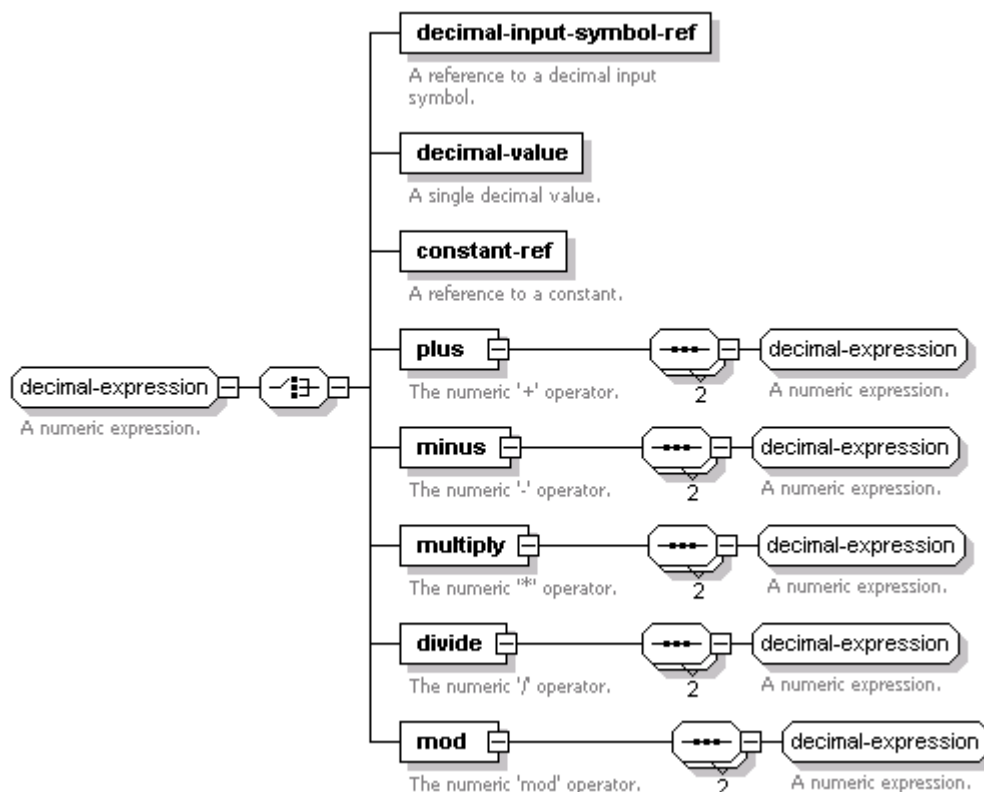 decimal-input-symbol-ref
A reference to a decimal input
symbol.
decimal-value
A single decimal value.
constant-ref
A reference to a constant.
decimal-expression
A numeric expression.
plus
The numeric '+' operator.
2
decimal-expression
A numeric expression.
minus
The numeric '-' operator.
2
decimal-expression
A numeric expression.
multiply
The numeric '*' operator.
2
decimal-expression
A numeric expression.
divide
The numeric '/' operator.
2
decimal-expression
A numeric expression.
mod
The numeric 'mod' operator.
2
decimal-expression
A numeric expression.